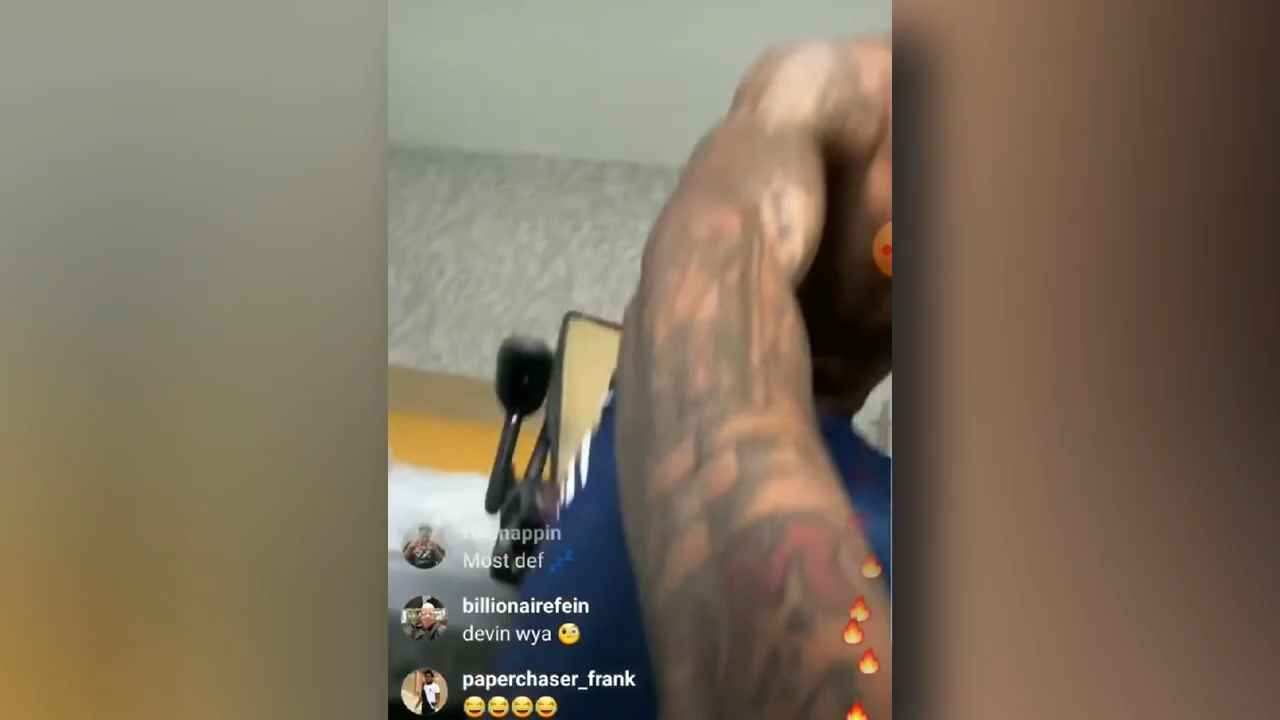 Most def 💤
billionairefein
devin wya 🧐
paperchaser_frank
😂😂😂😂